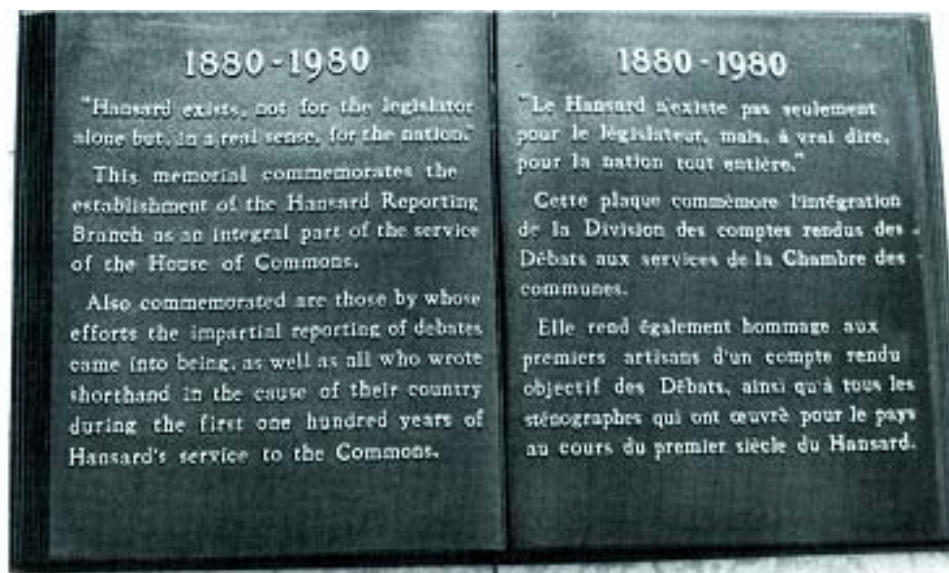 1880-1980
"Hansard exists, not for the legislator
alone but, in a real sense, for the nation."
This memorial commemorates the
establishment of the Hansard Reporting
Branch as an integral part of the service
of the House of Commons.
Also commemorated are those by whose
efforts the impartial reporting of debates
came into being, as well as all who wrote
shorthand in the cause of their country
during the first one hundred years of
Hansard's service to the Commons.
1880-1980
"Le Hansard n'existe pas seulement
pour le législateur, mais, à vrai dire,
pour la nation tout entière."
Cette plaque commémore l'intégration
de la Division des comptes rendus des
Débats aux services de la Chambre des
communes.
Elle rend également hommage aux
premiers artisans d'un compte rendu
objectif des Débats, ainsi qu'à tous les
sténographes qui ont œuvré pour le pays
au cours du premier siècle du Hansard.